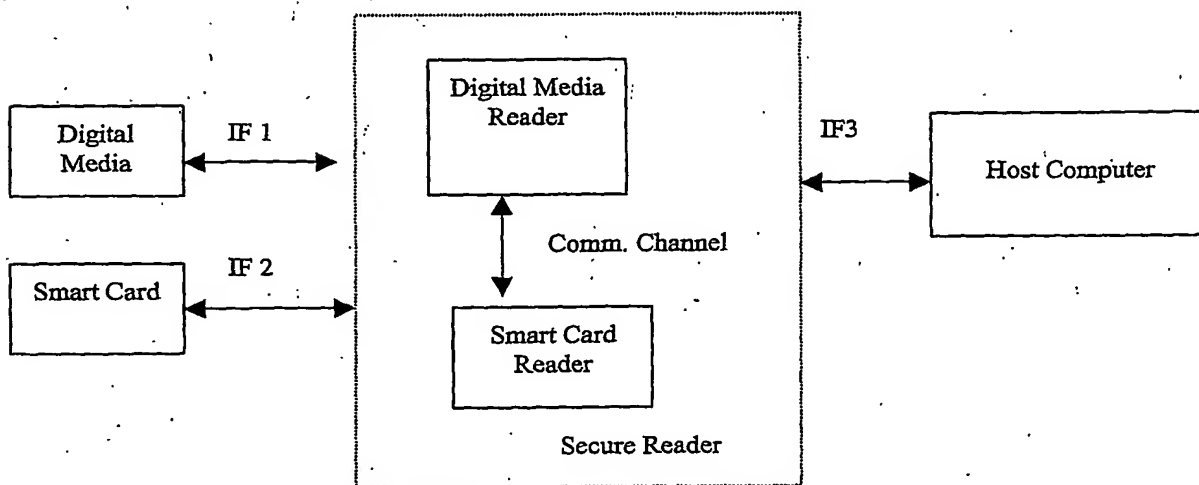 Digital
Media
IF 1
Smart Card
IF 2
Digital Media
Reader
Comm. Channel
Smart Card
Reader
Secure Reader
IF3
Host Computer